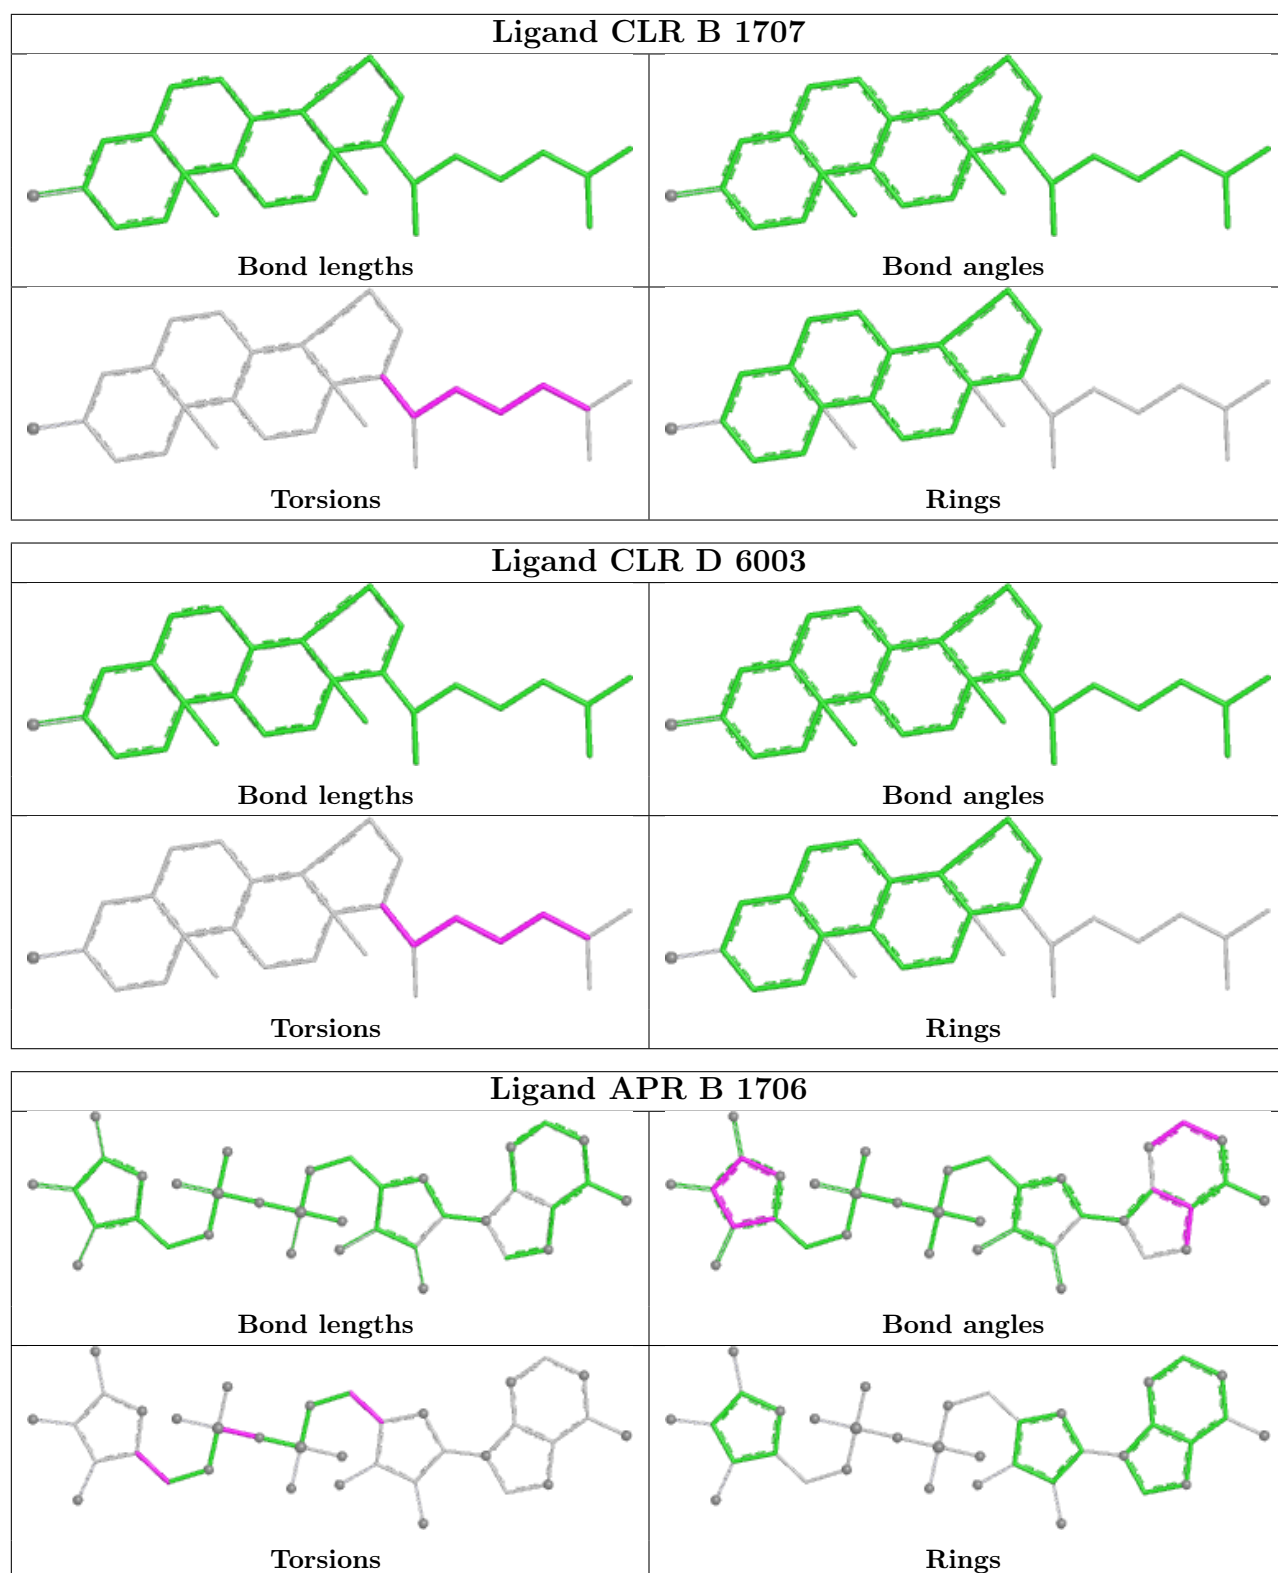 Ligand CLR B 1707
Bond lengths
Bond angles
Torsions
Rings
Ligand CLR D 6003
Bond lengths
Bond angles
Torsions
Rings
Ligand APR B 1706
Bond lengths
Bond angles
Torsions
Rings